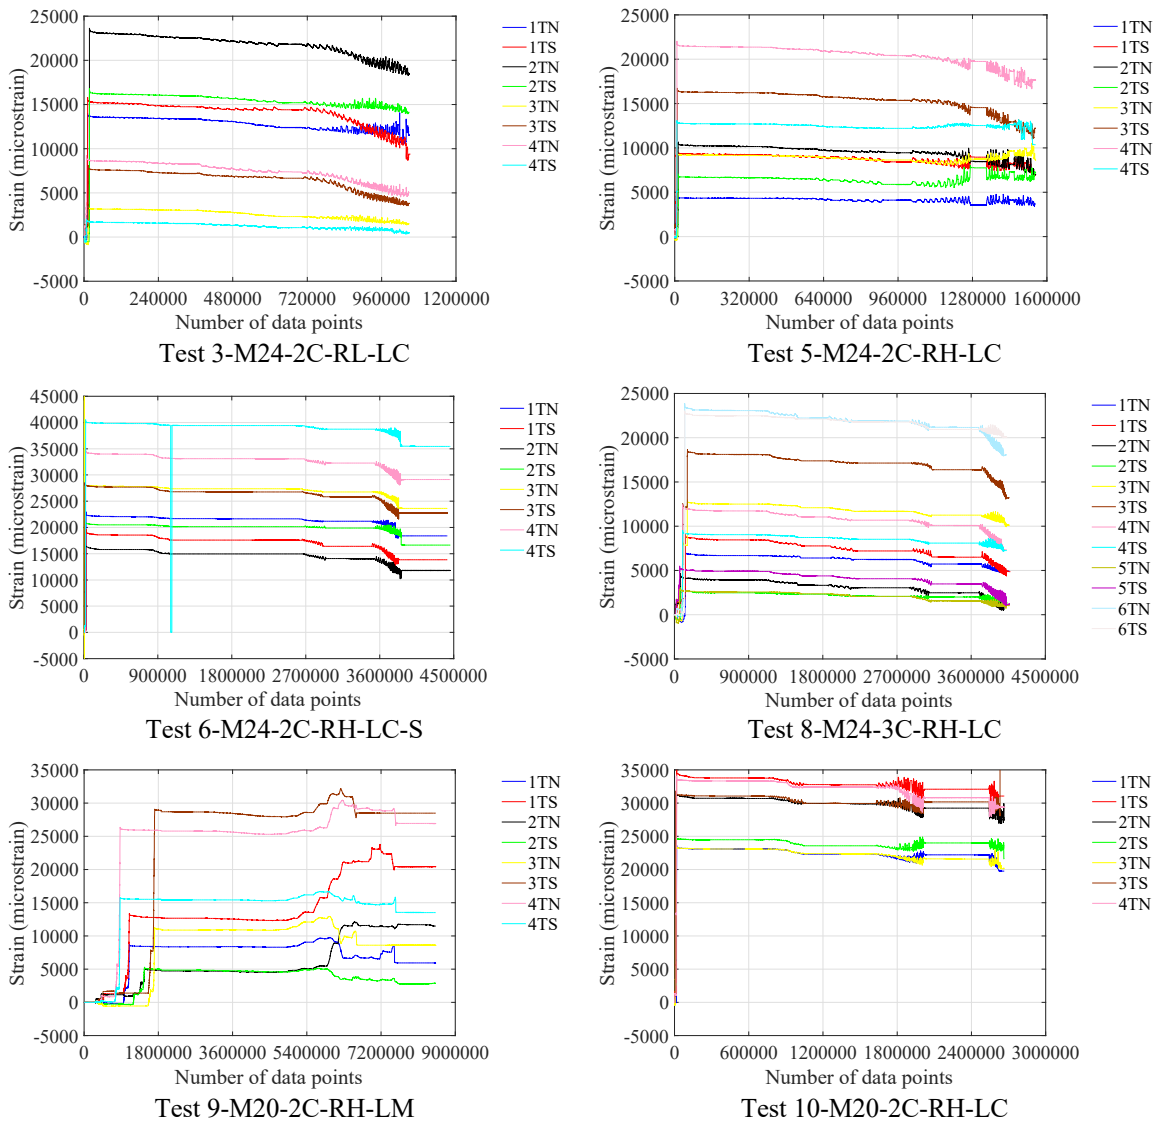 25000
20000
15000
10000
5000
0
-5000
Strain (microstrain)
0 240000 480000 720000 960000 1200000
Number of data points
1TN
1TS
2TN
2TS
3TN
3TS
4TN
4TS
Test 3-M24-2C-RL-LC
25000
20000
15000
10000
5000
0
-5000
Strain (microstrain)
0 320000 640000 960000 1280000 1600000
Number of data points
1TN
1TS
2TN
2TS
3TN
3TS
4TN
4TS
Test 5-M24-2C-RH-LC
45000
40000
35000
30000
25000
20000
15000
10000
5000
0
-5000
Strain (microstrain)
0 900000 1800000 2700000 3600000 4500000
Number of data points
1TN
1TS
2TN
2TS
3TN
3TS
4TN
4TS
Test 6-M24-2C-RH-LC-S
25000
20000
15000
10000
5000
0
-5000
Strain (microstrain)
0 900000 1800000 2700000 3600000 4500000
Number of data points
1TN
1TS
2TN
2TS
3TN
3TS
4TN
4TS
5TN
5TS
6TN
6TS
Test 8-M24-3C-RH-LC
35000
30000
25000
20000
15000
10000
5000
0
-5000
Strain (microstrain)
0 1800000 3600000 5400000 7200000 9000000
Number of data points
1TN
1TS
2TN
2TS
3TN
3TS
4TN
4TS
Test 9-M20-2C-RH-LM
35000
30000
25000
20000
15000
10000
5000
0
-5000
Strain (microstrain)
0 600000 1200000 1800000 2400000 3000000
Number of data points
1TN
1TS
2TN
2TS
3TN
3TS
4TN
Test 10-M20-2C-RH-LC